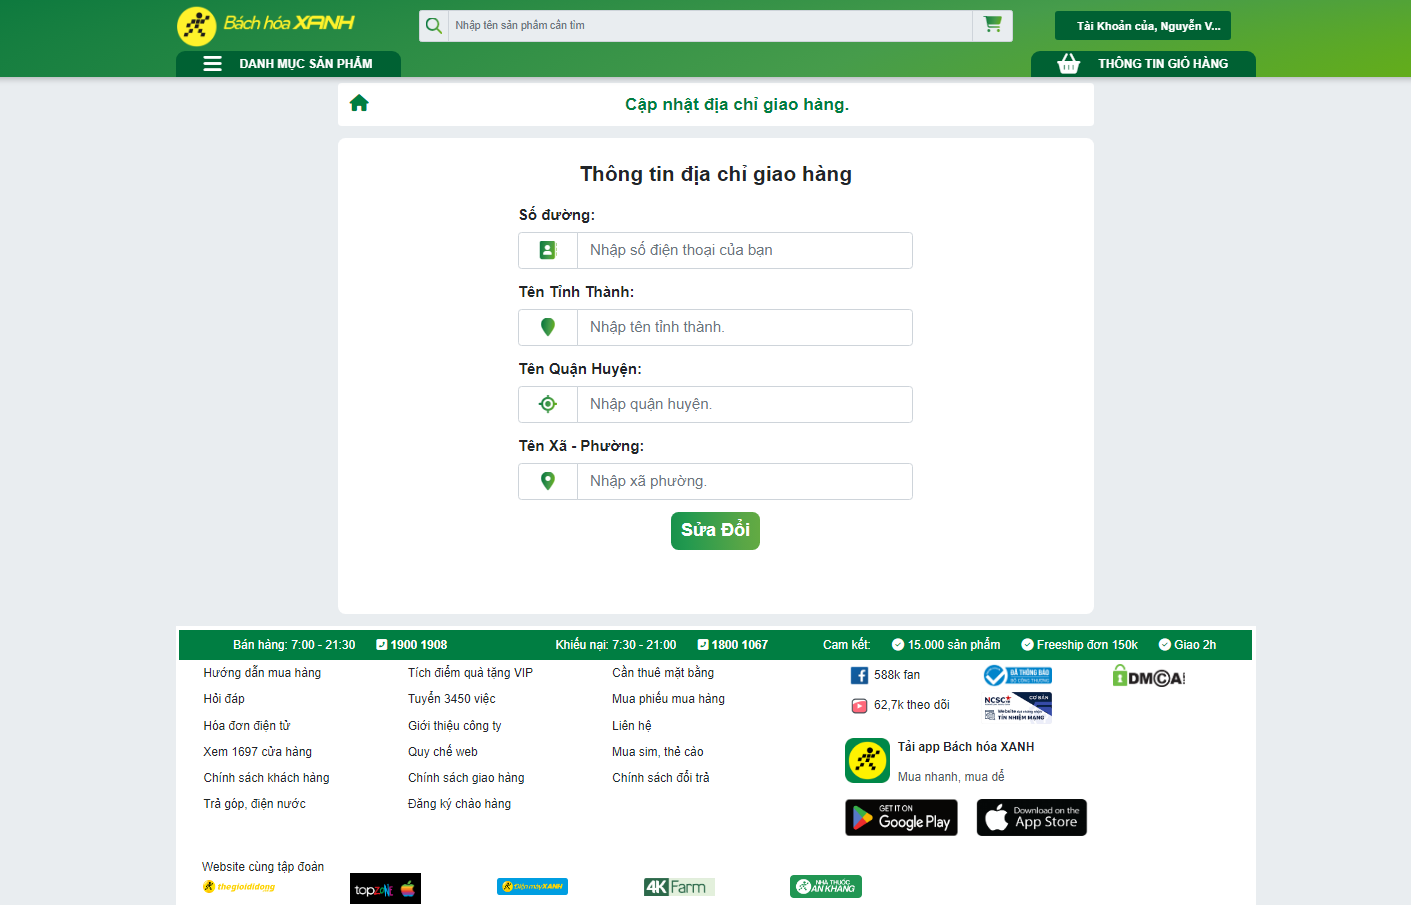 Bách hóa XANH
Nhập tên sản phẩm cần tìm
Tài Khoản của, Nguyễn V...
DANH MỤC SẢN PHẨM
THÔNG TIN GIỎ HÀNG
Cập nhật địa chỉ giao hàng.
Thông tin địa chỉ giao hàng
Số đường:
Nhập số điện thoại của bạn
Tên Tỉnh Thành:
Nhập tên tỉnh thành.
Tên Quận Huyện:
Nhập quận huyện.
Tên Xã - Phường:
Nhập xã phường.
Sửa Đổi
Bán hàng: 7:00 - 21:30 1900 1908 Khiếu nại: 7:30 - 21:00 1800 1067 Cam kết: 15.000 sản phẩm Freeship đơn 150k Giao 2h
Hướng dẫn mua hàng
Hỏi đáp
Hóa đơn điện tử
Xem 1697 cửa hàng
Chính sách khách hàng
Trả góp, điện nước
Tích điểm quà tặng VIP
Tuyển 3450 việc
Giới thiệu công ty
Quy chế web
Chính sách giao hàng
Đăng ký chào hàng
Cần thuê mặt bằng
Mua phiếu mua hàng
Liên hệ
Mua sim, thẻ cào
Chính sách đổi trả
588k fan
62,7k theo dõi
ĐÃ THÔNG BÁO
BỘ CÔNG THƯƠNG
NCSC
CƠ BẢN
TÍN NHIỆM MẠNG
DMCA
Tải app Bách hóa XANH
Mua nhanh, mua dể
GET IT ON
Google Play
Download on the
App Store
Website cùng tập đoàn
thegioididong
topzone
Điện máy XANH
4K Farm
NHÀ THUỐC
AN KHANG